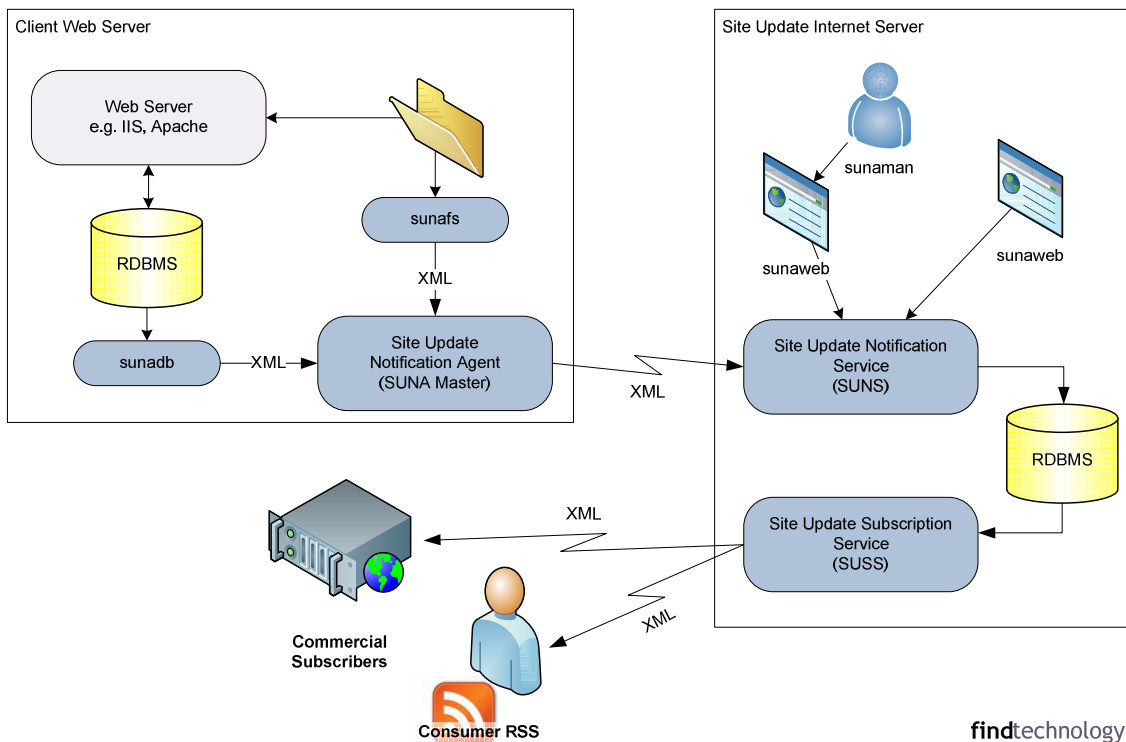 Client Web Server
Web Server
e.g. IIS, Apache
RDBMS
sunadb
XML
sunafs
XML
Site Update
Notification Agent
(SUNA Master)
XML
Site Update Internet Server
sunaman
sunaweb
sunaweb
Site Update Notification
Service
(SUNS)
RDBMS
Site Update Subscription
Service
(SUSS)
XML
XML
Commercial
Subscribers
Consumer RSS
findtechnology